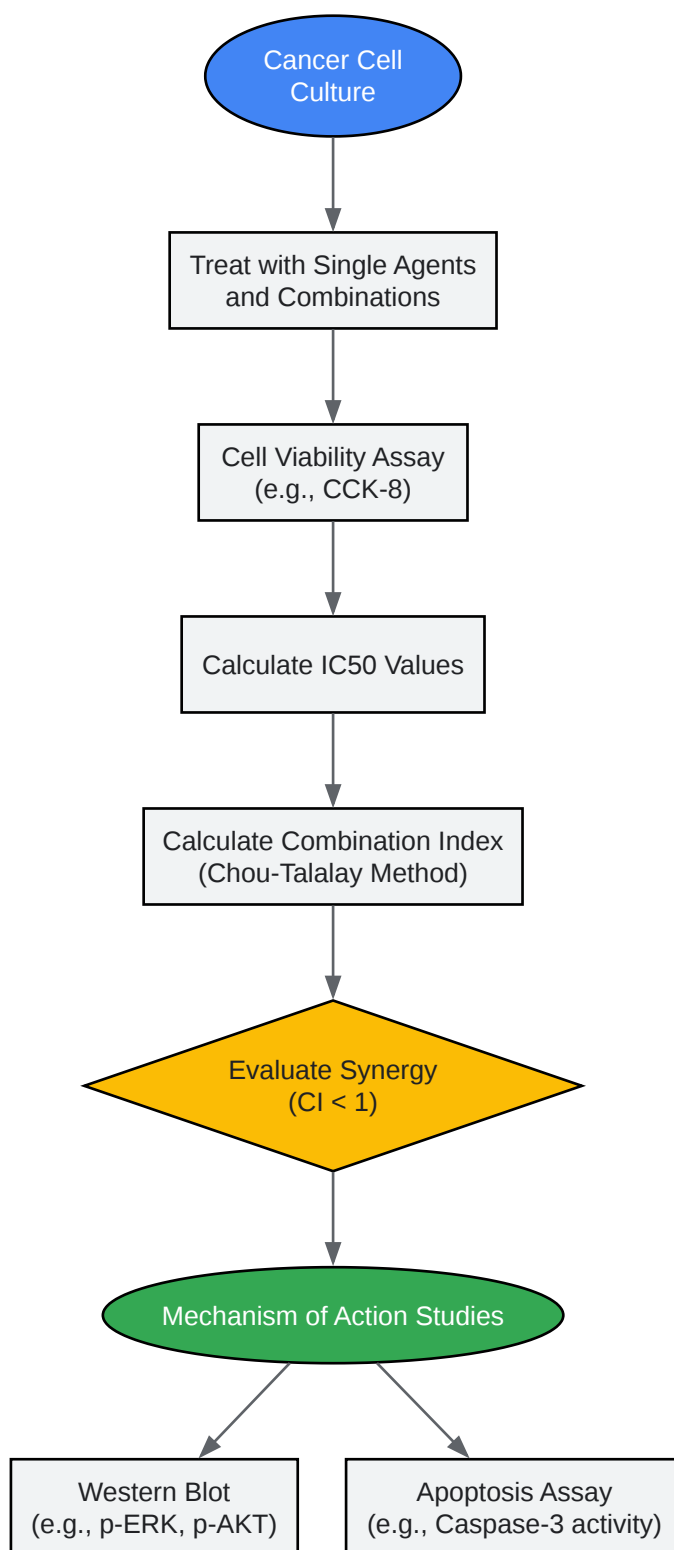 Cancer Cell
Culture
Treat with Single Agents
and Combinations
Cell Viability Assay
(e.g., CCK-8)
Calculate IC50 Values
Calculate Combination Index
(Chou-Talalay Method)
Evaluate Synergy
(CI < 1)
Mechanism of Action Studies
Western Blot
(e.g., p-ERK, p-AKT)
Apoptosis Assay
(e.g., Caspase-3 activity)